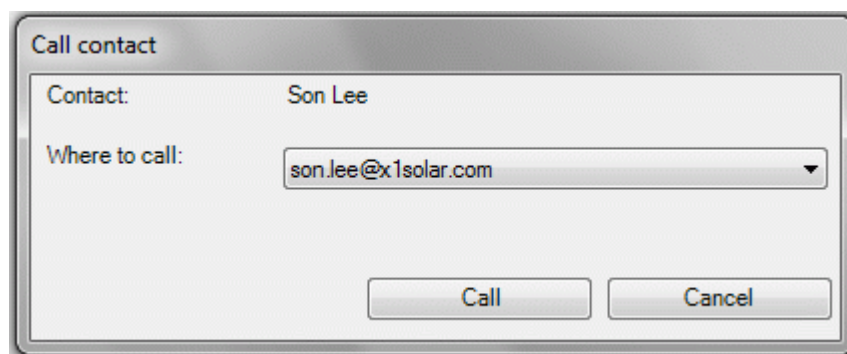 Call contact
Contact: Son Lee
Where to call: son.lee@x1solar.com
Call Cancel